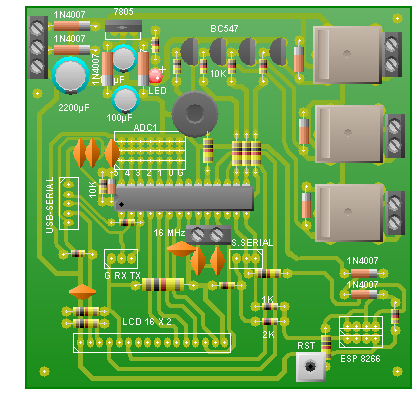 7805
1N4007
1N4007
BC547
1N4007
µF
10K
LED
2200µF
100µF
ADC1
5 4 3 2 1 0 G
10K
USB-SERIAL
16 MHz
S.SERIAL
G RX TX
1N4007
1N4007
1K
LCD 16 X 2
2K
RST
ESP 8266